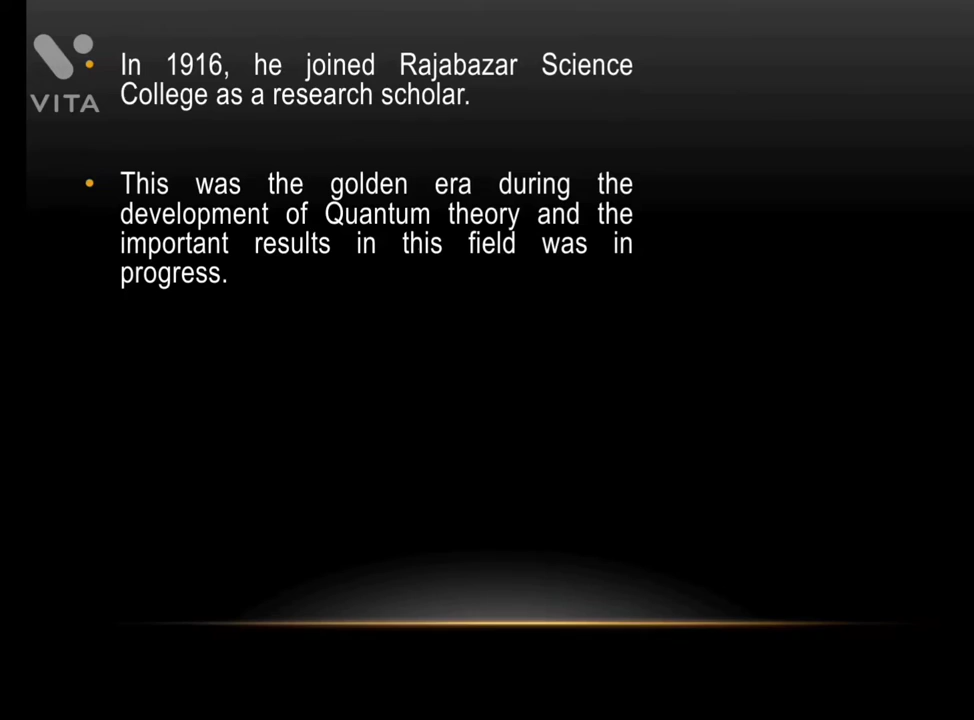 VITA
• In 1916, he joined Rajabazar Science
College as a research scholar.
• This was the golden era during the
development of Quantum theory and the
important results in this field was in
progress.